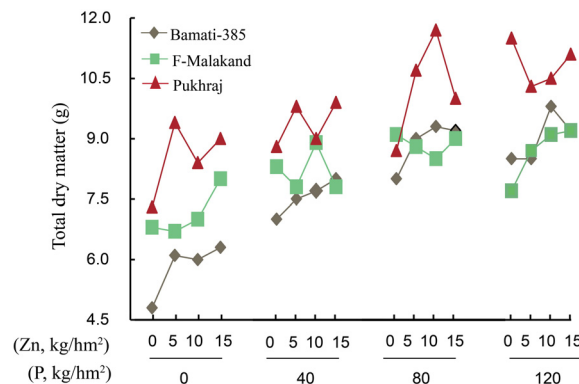 12.0
Bamati-385
F-Malakand
Pukhraj
10.5
9.0
7.5
6.0
4.5
Total dry matter (g)
(Zn, kg/hm²) 0 5 10 15 0 5 10 15 0 5 10 15 0 5 10 15
(P, kg/hm²) 0 40 80 120